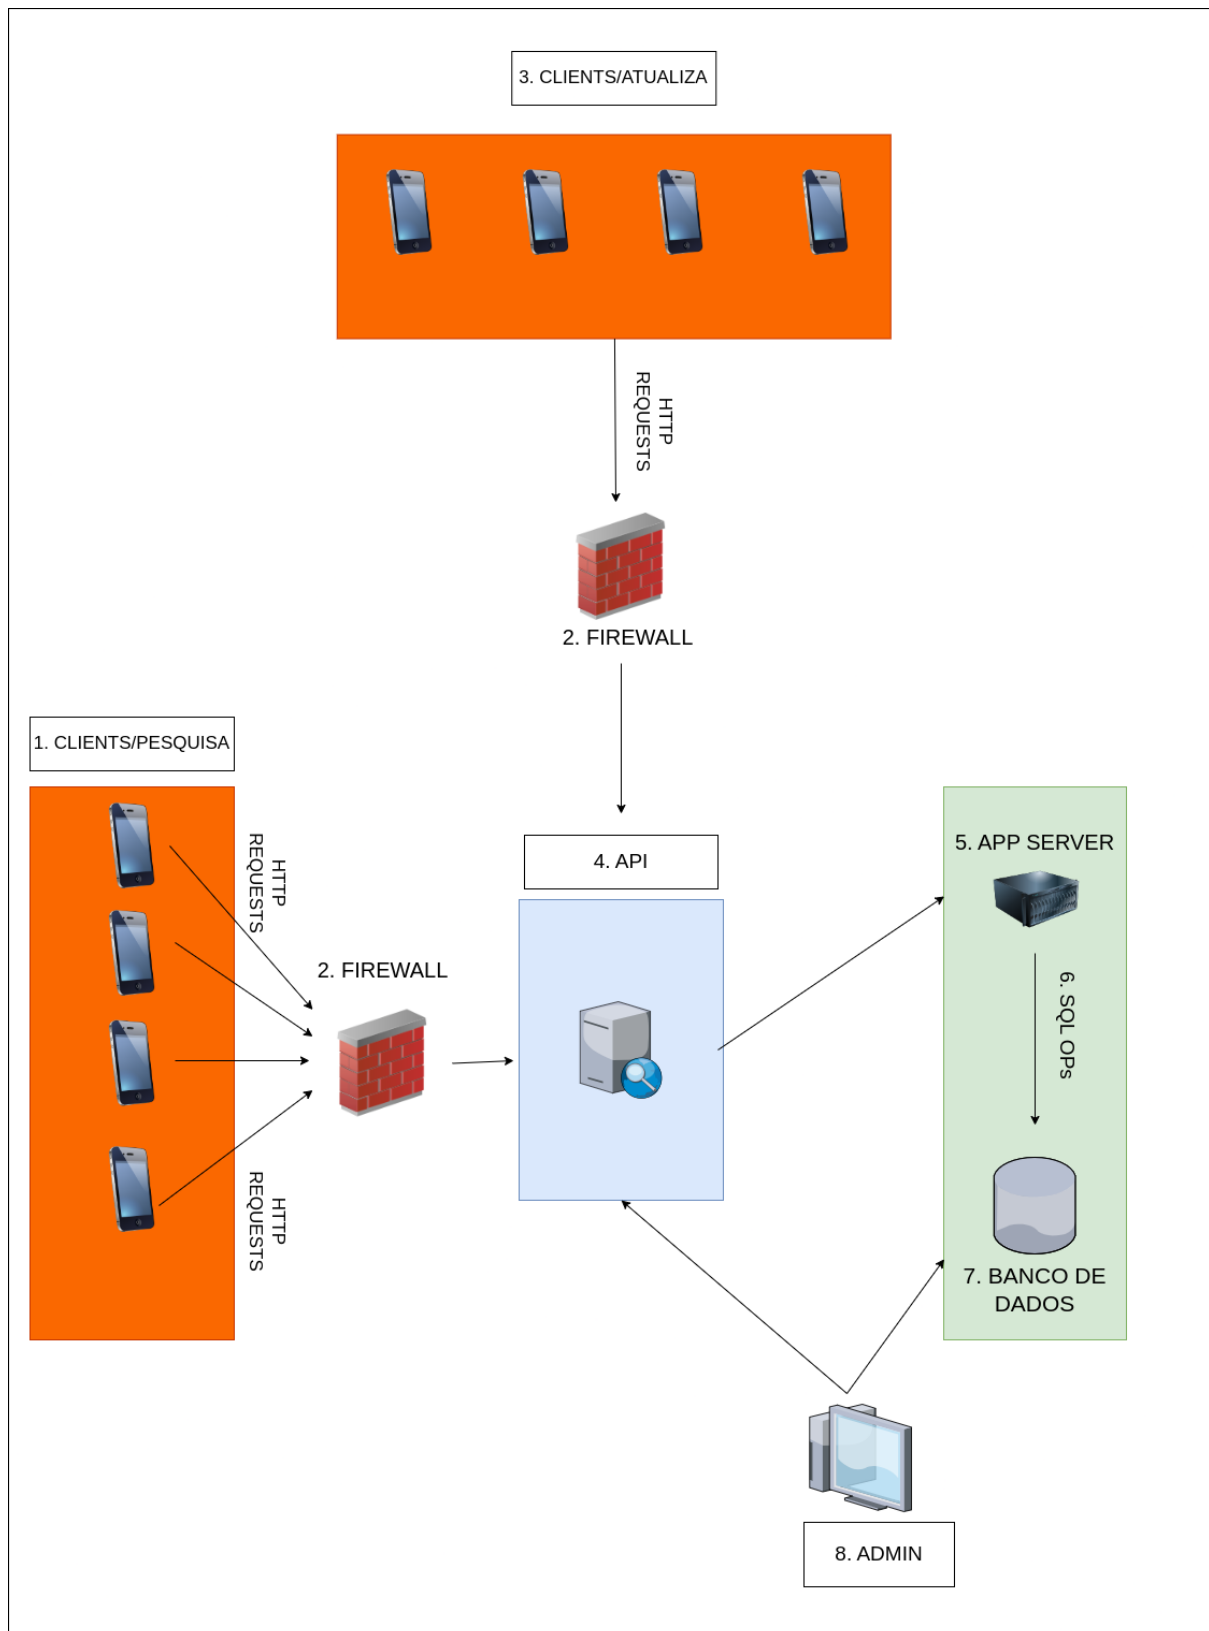 3. CLIENTS/ATUALIZA
HTTP
REQUESTS
2. FIREWALL
1. CLIENTS/PESQUISA
HTTP
REQUESTS
2. FIREWALL
HTTP
REQUESTS
4. API
5. APP SERVER
6. SQL OPs
7. BANCO DE
DADOS
8. ADMIN